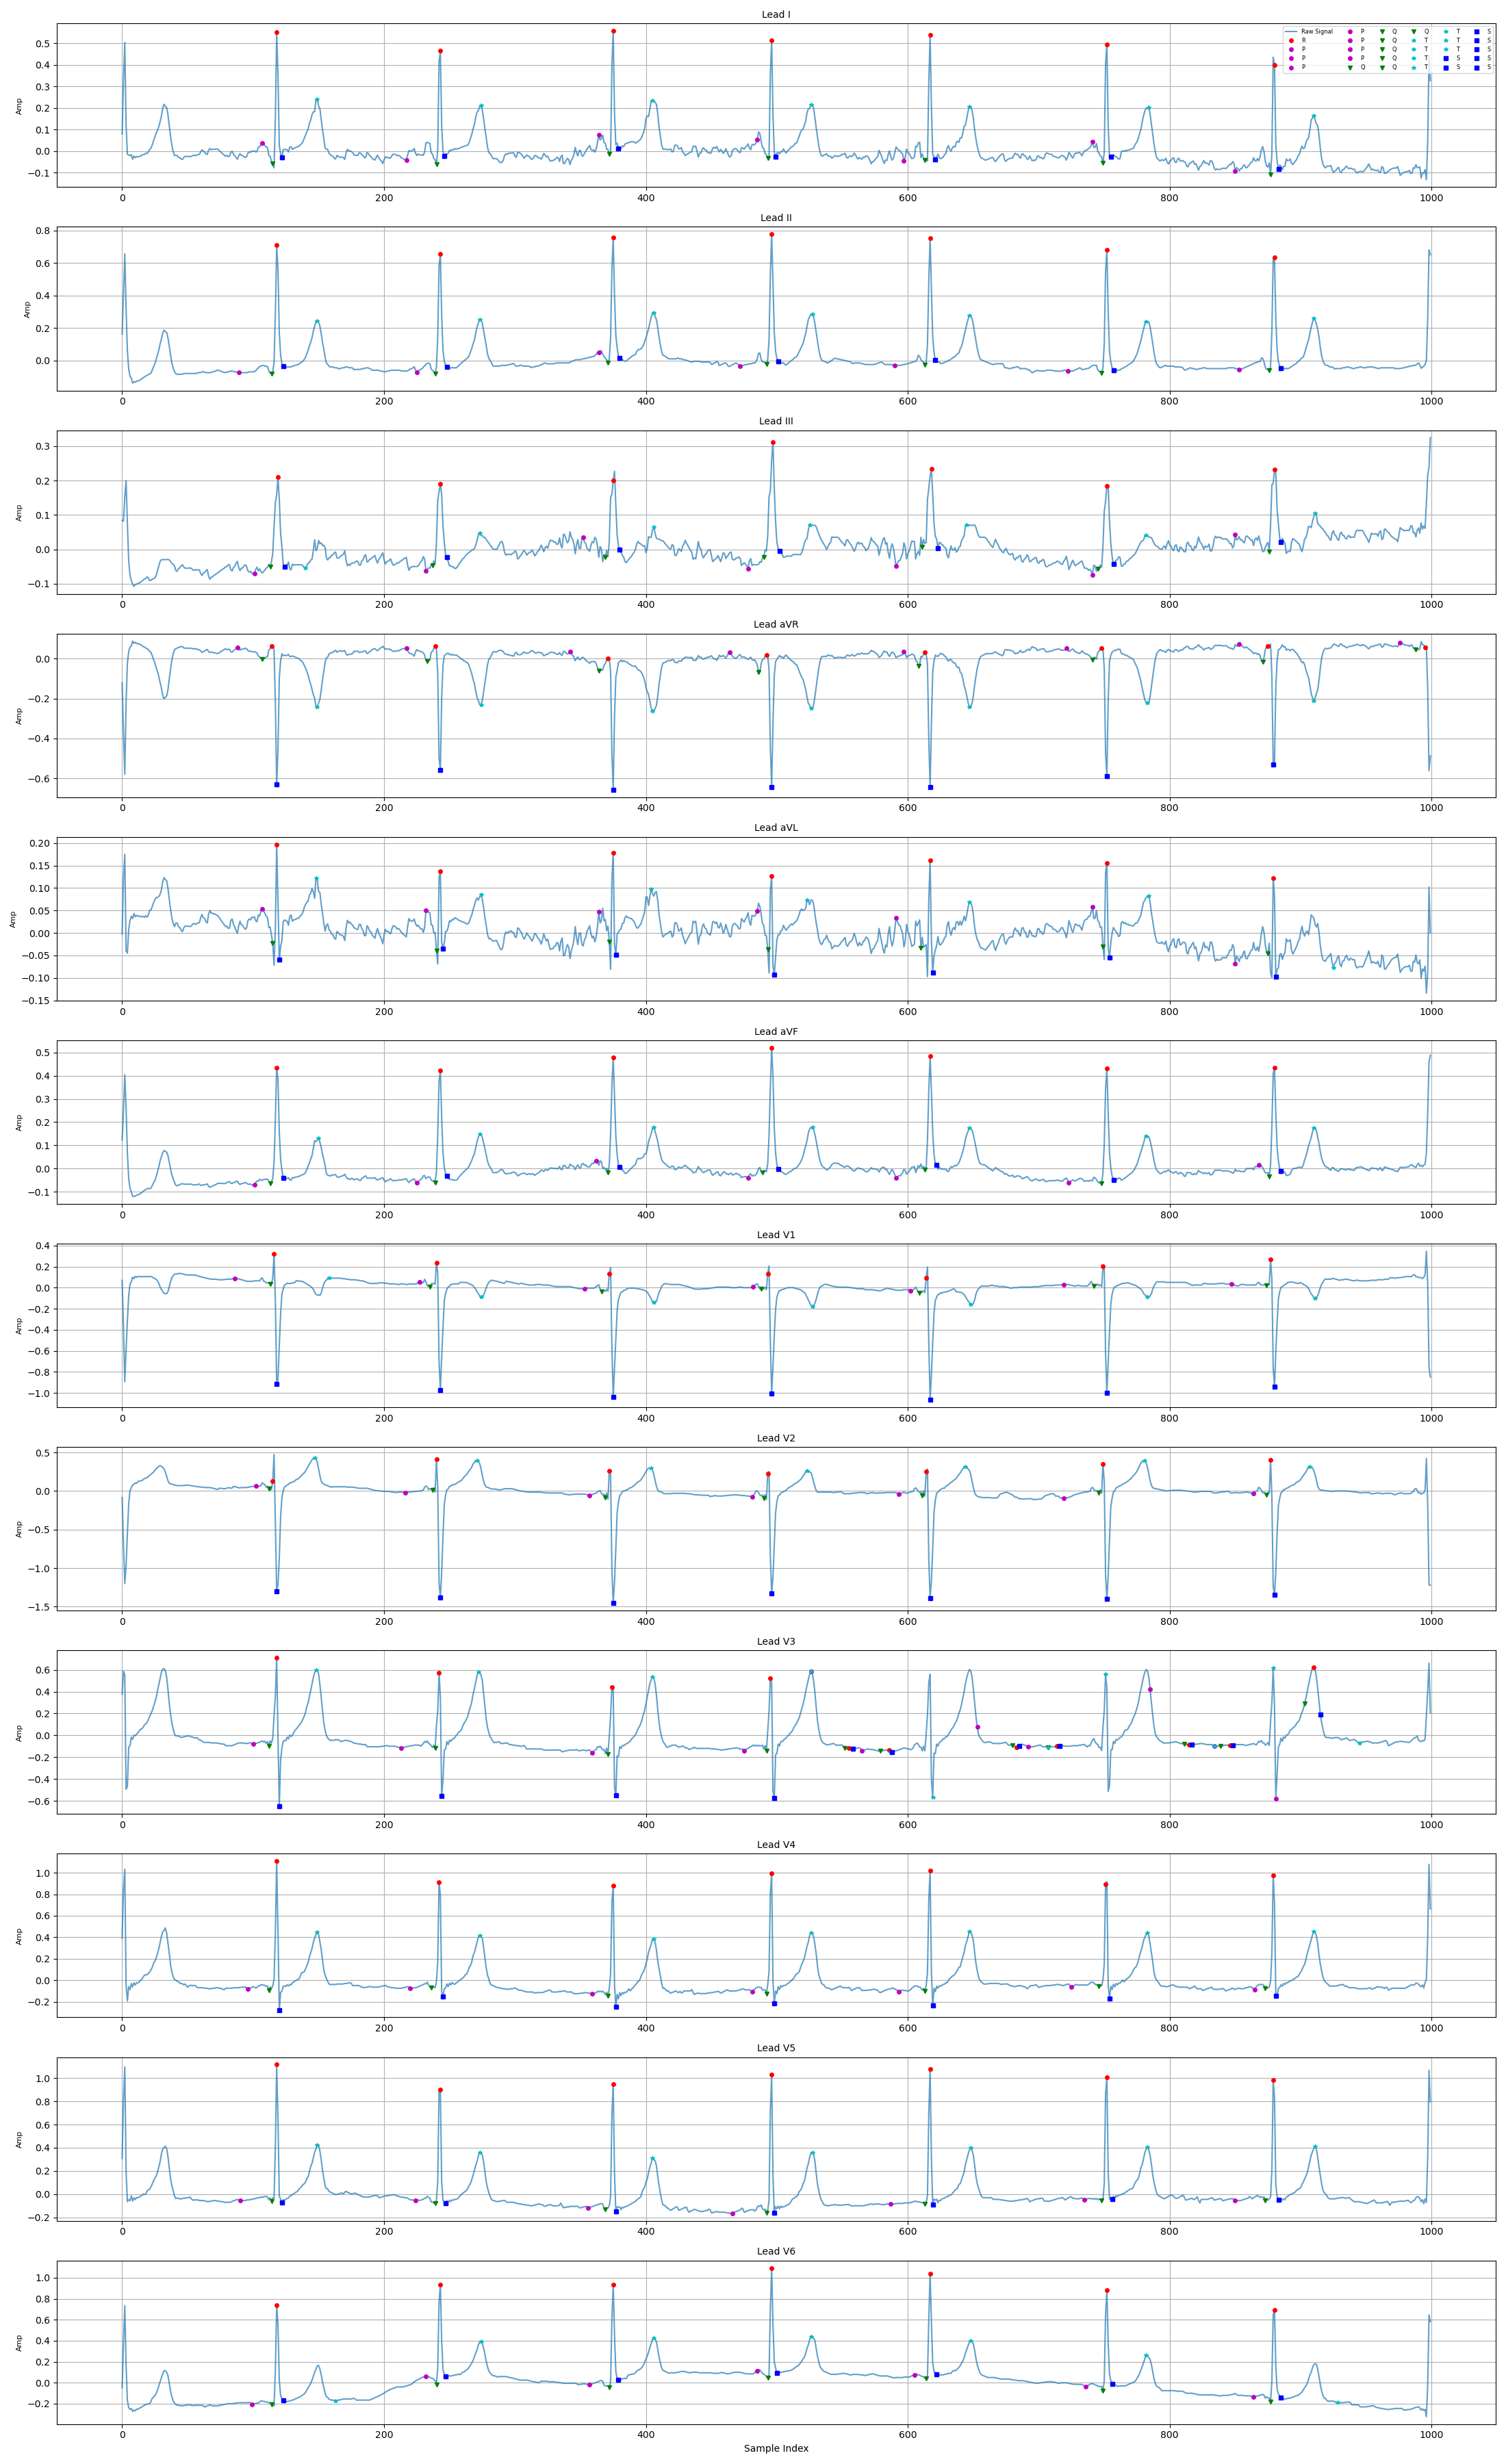 Lead I
Raw Signal P Q Q T S
R P Q T T S
P P Q T S S
P P Q T S S
P Q Q T S S
Amp
0.5
0.4
0.3
0.2
0.1
0.0
−0.1
0 200 400 600 800 1000
Lead II
Amp
0.8
0.6
0.4
0.2
0.0
0 200 400 600 800 1000
Lead III
Amp
0.3
0.2
0.1
0.0
−0.1
0 200 400 600 800 1000
Lead aVR
Amp
0.0
−0.2
−0.4
−0.6
0 200 400 600 800 1000
Lead aVL
Amp
0.20
0.15
0.10
0.05
0.00
−0.05
−0.10
−0.15
0 200 400 600 800 1000
Lead aVF
Amp
0.5
0.4
0.3
0.2
0.1
0.0
−0.1
0 200 400 600 800 1000
Lead V1
Amp
0.4
0.2
0.0
−0.2
−0.4
−0.6
−0.8
−1.0
0 200 400 600 800 1000
Lead V2
Amp
0.5
0.0
−0.5
−1.0
−1.5
0 200 400 600 800 1000
Lead V3
Amp
0.6
0.4
0.2
0.0
−0.2
−0.4
−0.6
0 200 400 600 800 1000
Lead V4
Amp
1.0
0.8
0.6
0.4
0.2
0.0
−0.2
0 200 400 600 800 1000
Lead V5
Amp
1.0
0.8
0.6
0.4
0.2
0.0
−0.2
0 200 400 600 800 1000
Lead V6
Amp
1.0
0.8
0.6
0.4
0.2
0.0
−0.2
0 200 400 600 800 1000
Sample Index